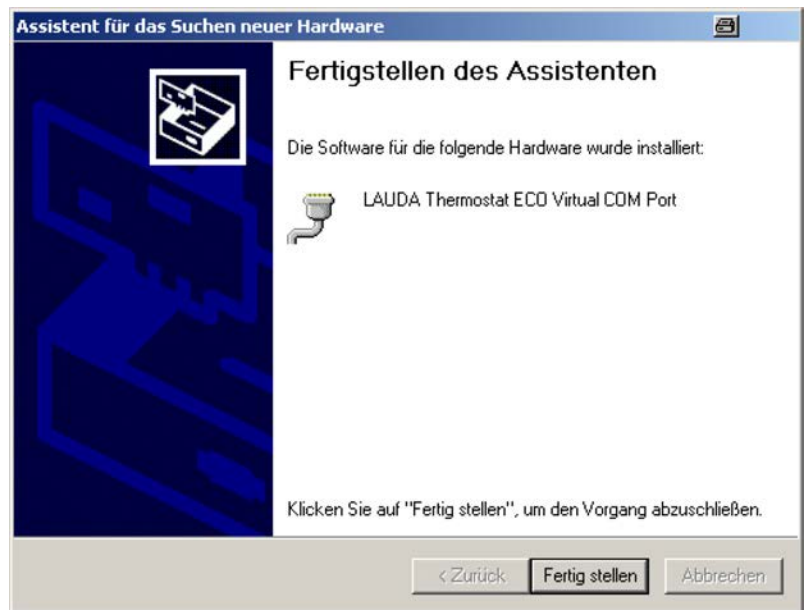 Assistent für das Suchen neuer Hardware
Fertigstellen des Assistenten
Die Software für die folgende Hardware wurde installiert:
LAUDA Thermostat ECO Virtual COM Port
Klicken Sie auf "Fertig stellen", um den Vorgang abzuschließen.
< Zurück Fertig stellen Abbrechen